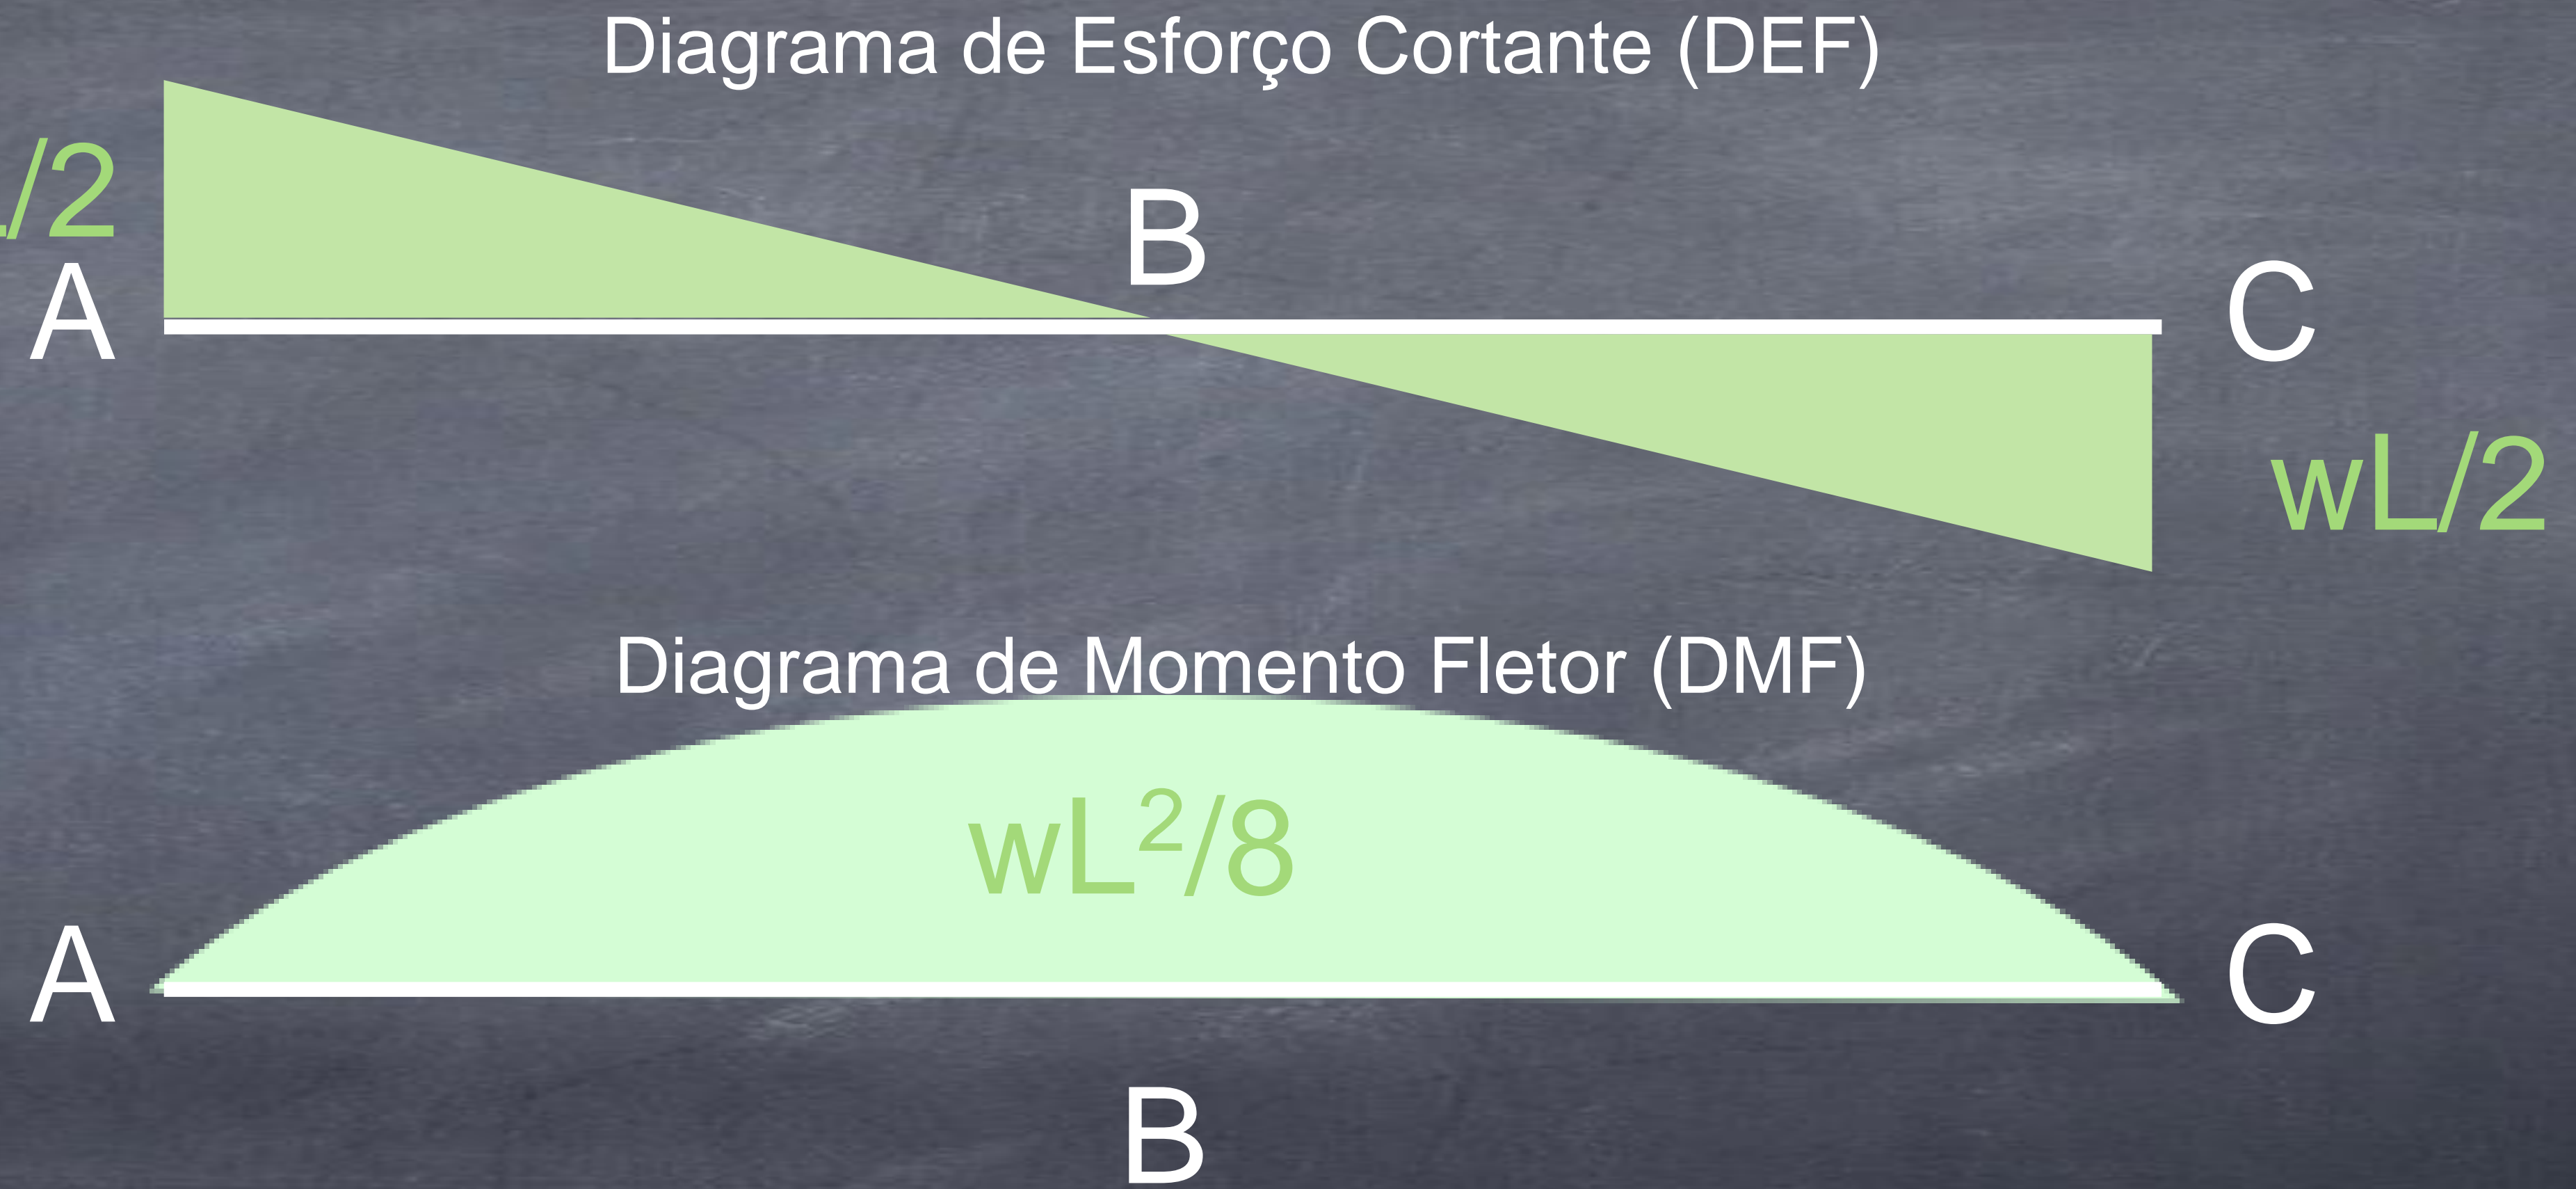 Diagrama de Esforço Cortante (DEF)
/2
B
A
C
wL/2
Diagrama de Momento Fletor (DMF)
wL²/8
A
C
B